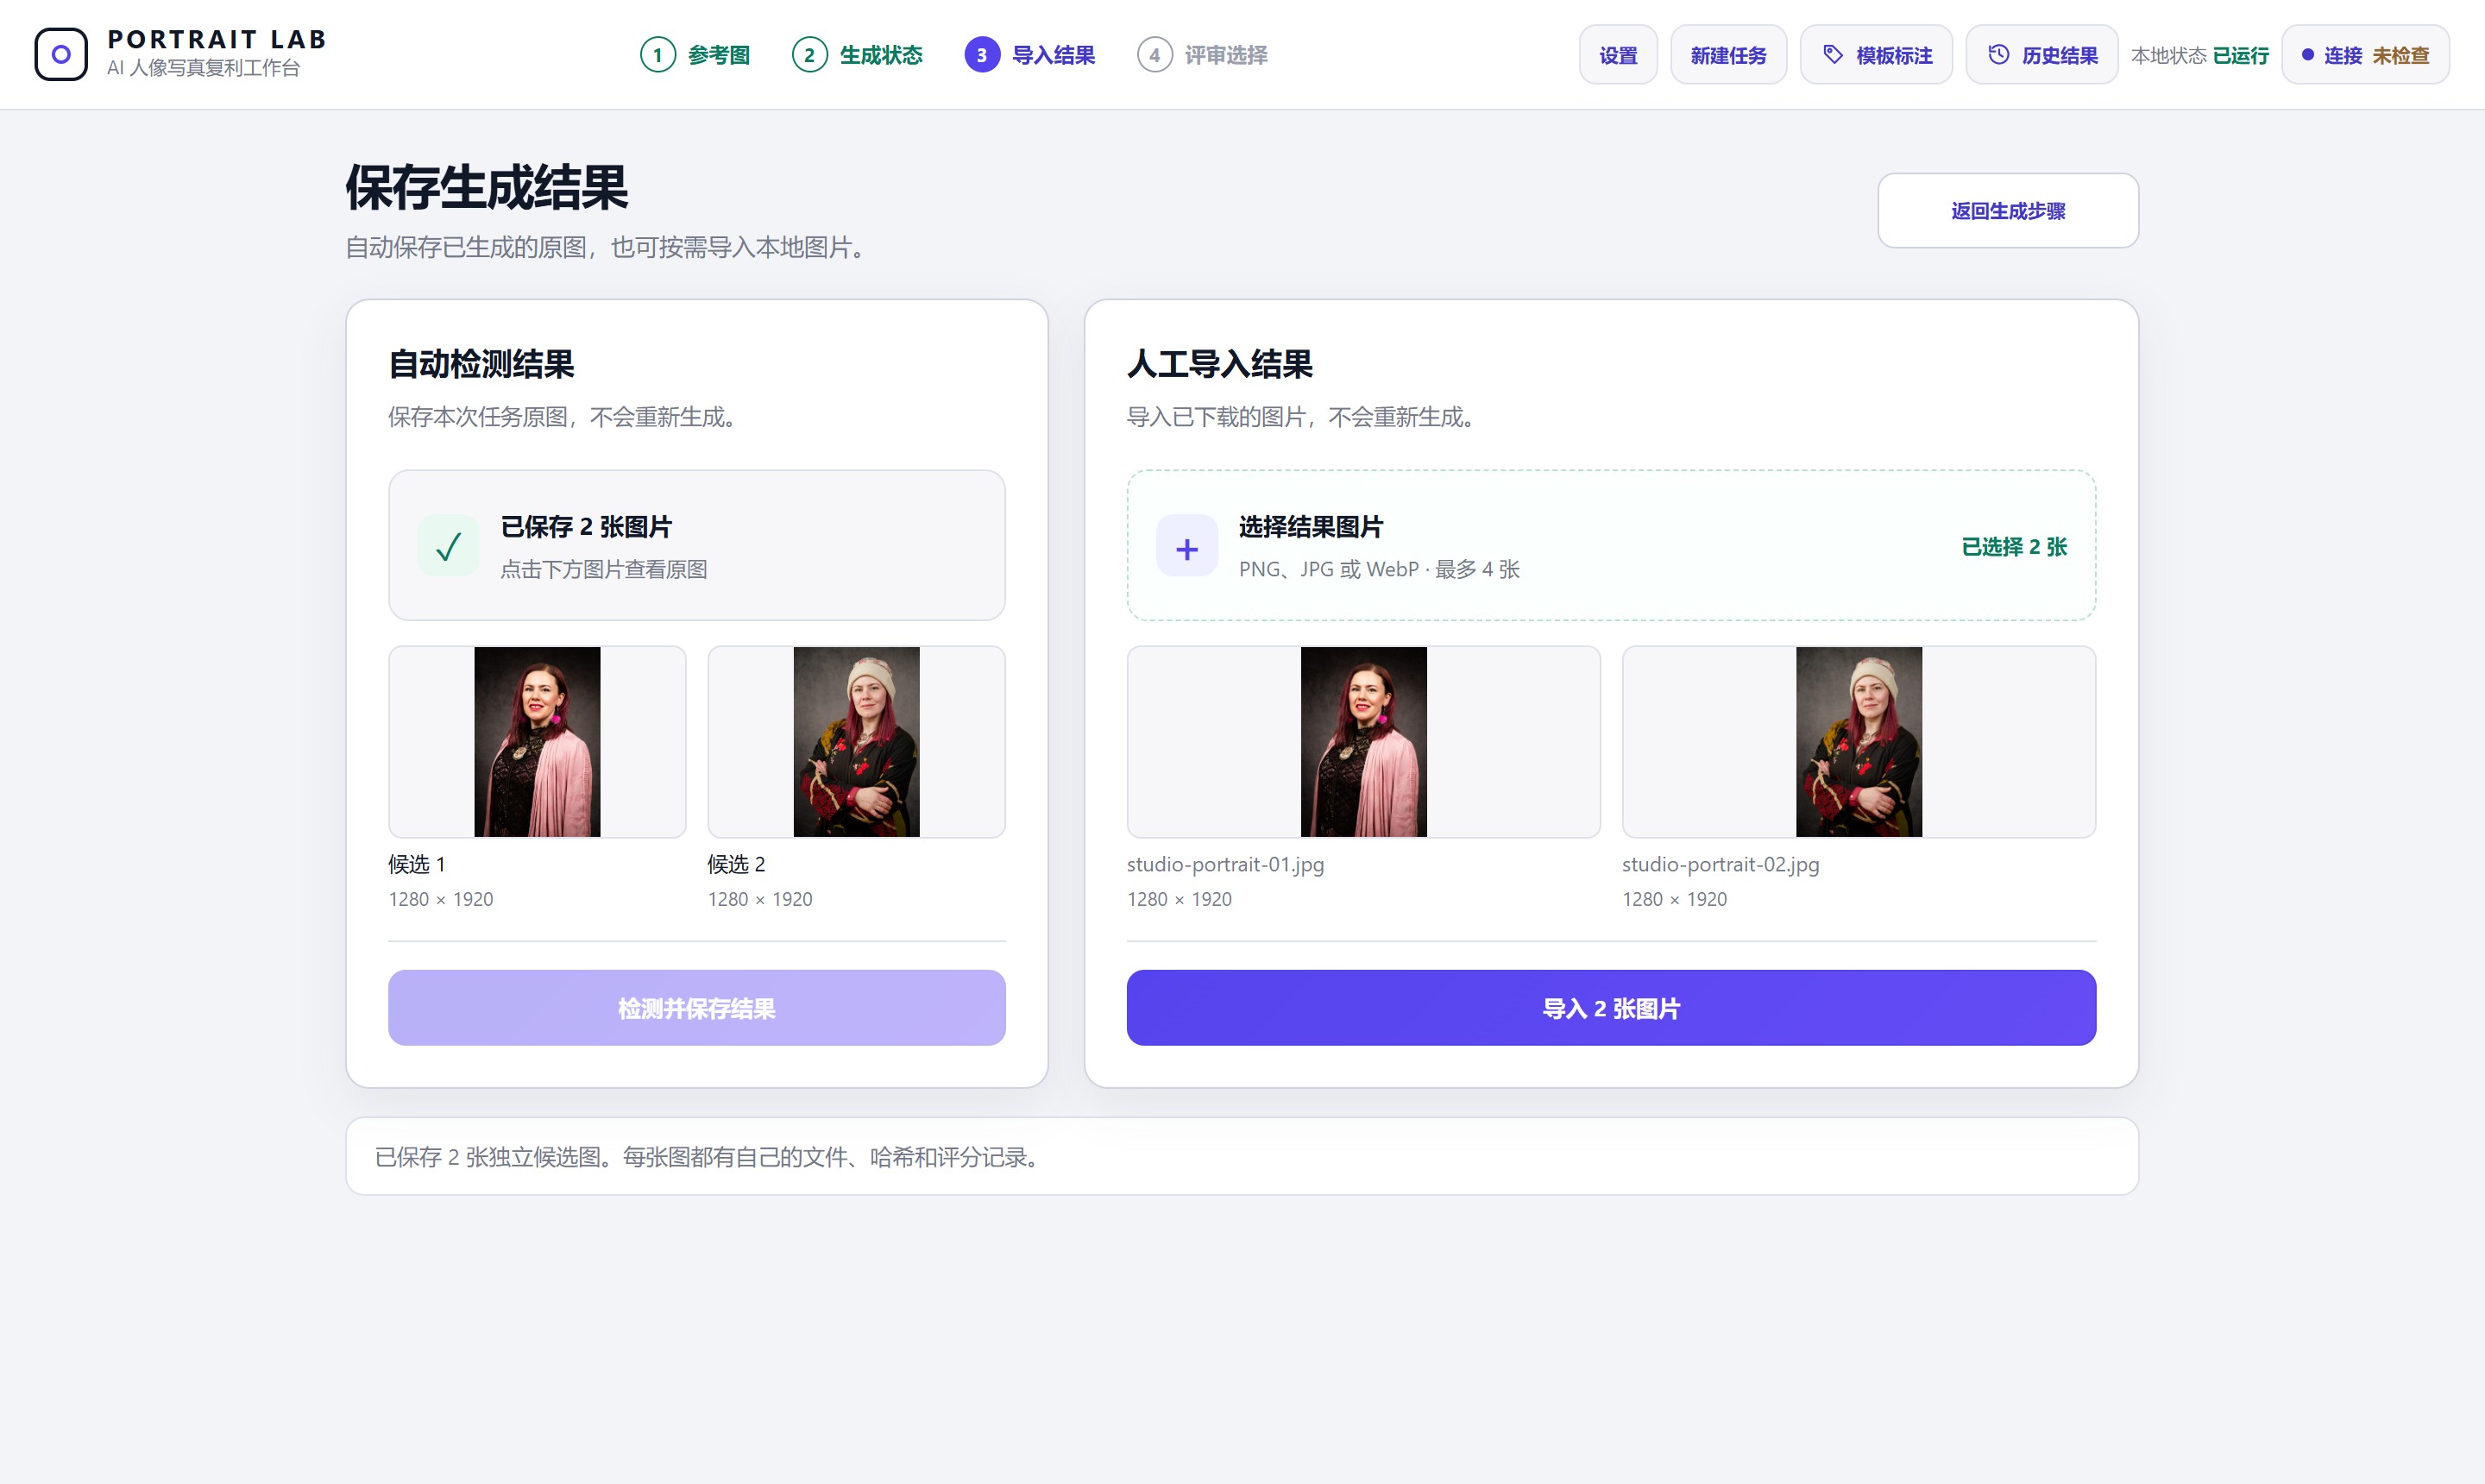 PORTRAIT LAB
AI 人像写真复利工作台
1 参考图
2 生成状态
3 导入结果
4 评审选择
设置
新建任务
模板标注
历史结果
本地状态 已运行
连接 未检查
保存生成结果
自动保存已生成的原图，也可按需导入本地图片。
返回生成步骤
自动检测结果
保存本次任务原图，不会重新生成。
已保存 2 张图片
点击下方图片查看原图
候选 1
1280 × 1920
候选 2
1280 × 1920
检测并保存结果
人工导入结果
导入已下载的图片，不会重新生成。
选择结果图片
PNG、JPG 或 WebP · 最多 4 张
已选择 2 张
studio-portrait-01.jpg
1280 × 1920
studio-portrait-02.jpg
1280 × 1920
导入 2 张图片
已保存 2 张独立候选图。每张图都有自己的文件、哈希和评分记录。